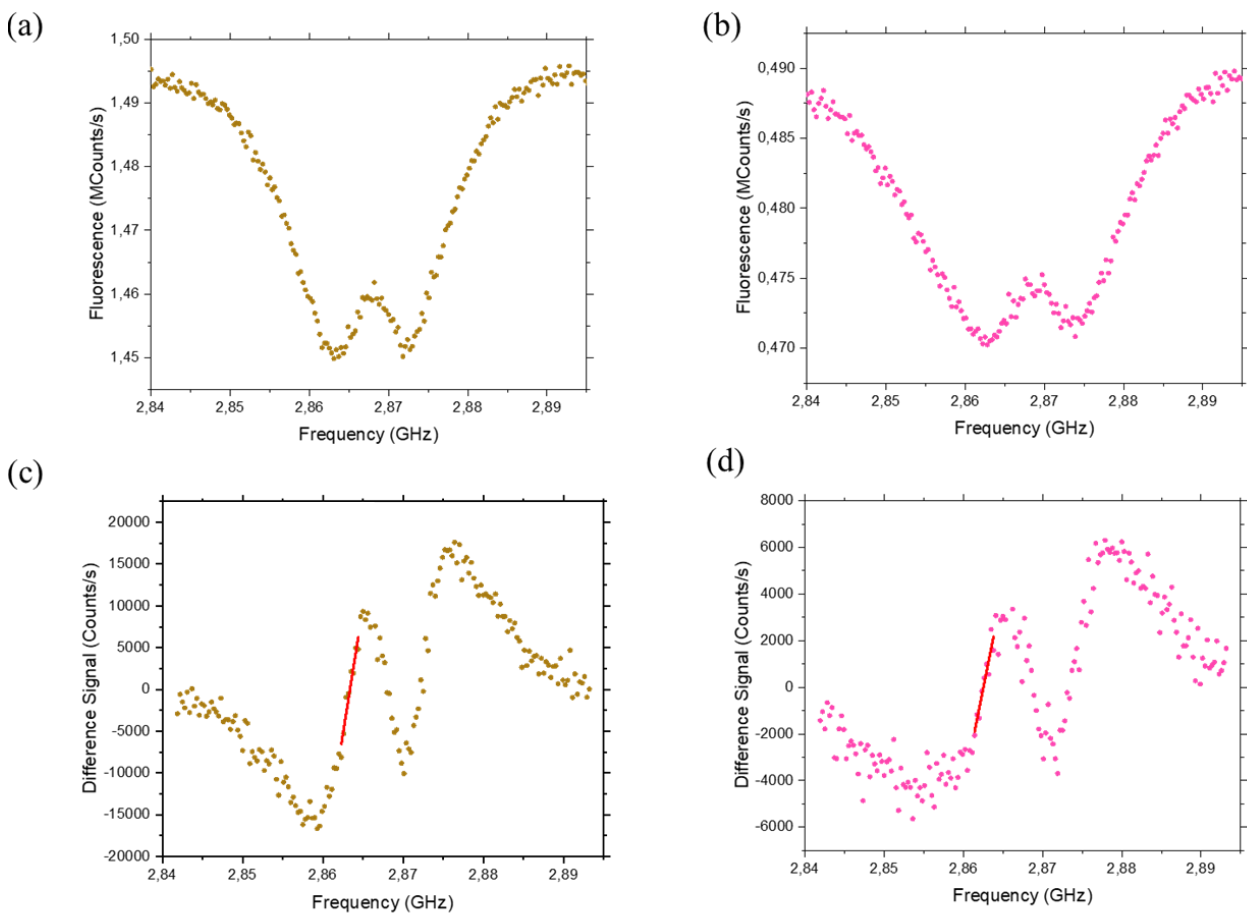 (a)
Fluorescence (MCounts/s)
1,50
1,49
1,48
1,47
1,46
1,45
2,84 2,85 2,86 2,87 2,88 2,89
Frequency (GHz)
(b)
Fluorescence (MCounts/s)
0,490
0,485
0,480
0,475
0,470
2,84 2,85 2,86 2,87 2,88 2,89
Frequency (GHz)
(c)
Difference Signal (Counts/s)
20000
15000
10000
5000
0
-5000
-10000
-15000
-20000
2,84 2,85 2,86 2,87 2,88 2,89
Frequency (GHz)
(d)
Difference Signal (Counts/s)
8000
6000
4000
2000
0
-2000
-4000
-6000
2,84 2,85 2,86 2,87 2,88 2,89
Frequency (GHz)